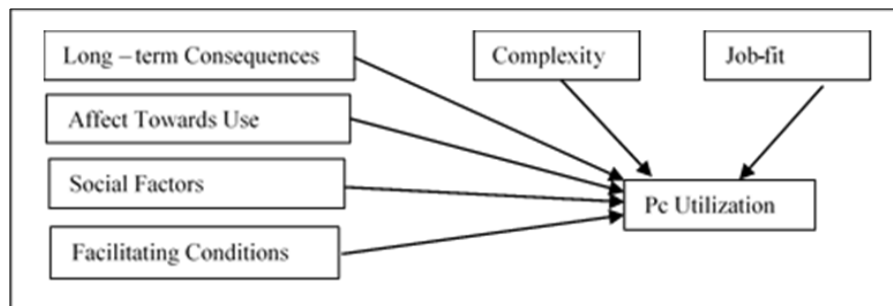 Long – term Consequences
Complexity
Job-fit
Affect Towards Use
Social Factors
Pc Utilization
Facilitating Conditions